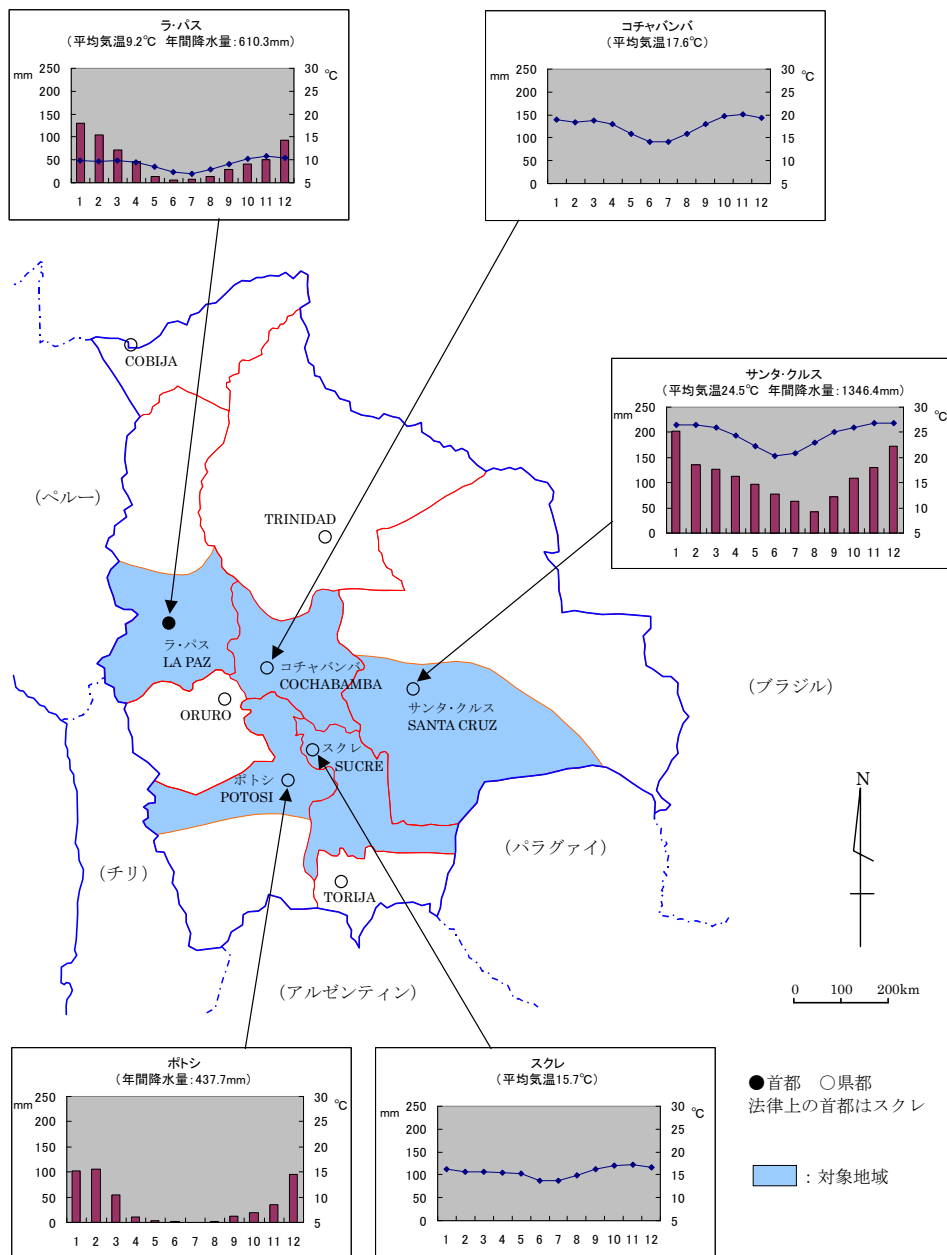 ラ・パス
(平均気温9.2℃ 年間降水量:610.3mm)
mm ℃
250 30
200 25
150 20
100 15
50 10
0 5
1 2 3 4 5 6 7 8 9 10 11 12
コチャバンバ
(平均気温17.6℃)
mm ℃
250 30
200 25
150 20
100 15
50 10
0 5
1 2 3 4 5 6 7 8 9 10 11 12
サンタ・クルス
(平均気温24.5℃ 年間降水量:1346.4mm)
mm ℃
250 30
200 25
150 20
100 15
50 10
0 5
1 2 3 4 5 6 7 8 9 10 11 12
COBIJA
(ペルー)
TRINIDAD
ラ・パス
LA PAZ
コチャバンバ
COCHABAMBA
(ブラジル)
ORURO
サンタ・クルス
SANTA CRUZ
スクレ
SUCRE
ポトシ
POTOSI
N
(パラグァイ)
(チリ)
TORIJA
(アルゼンティン)
0 100 200km
ポトシ
(年間降水量:437.7mm)
mm ℃
250 30
200 25
150 20
100 15
50 10
0 5
1 2 3 4 5 6 7 8 9 10 11 12
スクレ
(平均気温15.7℃)
mm ℃
250 30
200 25
150 20
100 15
50 10
0 5
1 2 3 4 5 6 7 8 9 10 11 12
●首都 ○県都
法律上の首都はスクレ
:対象地域